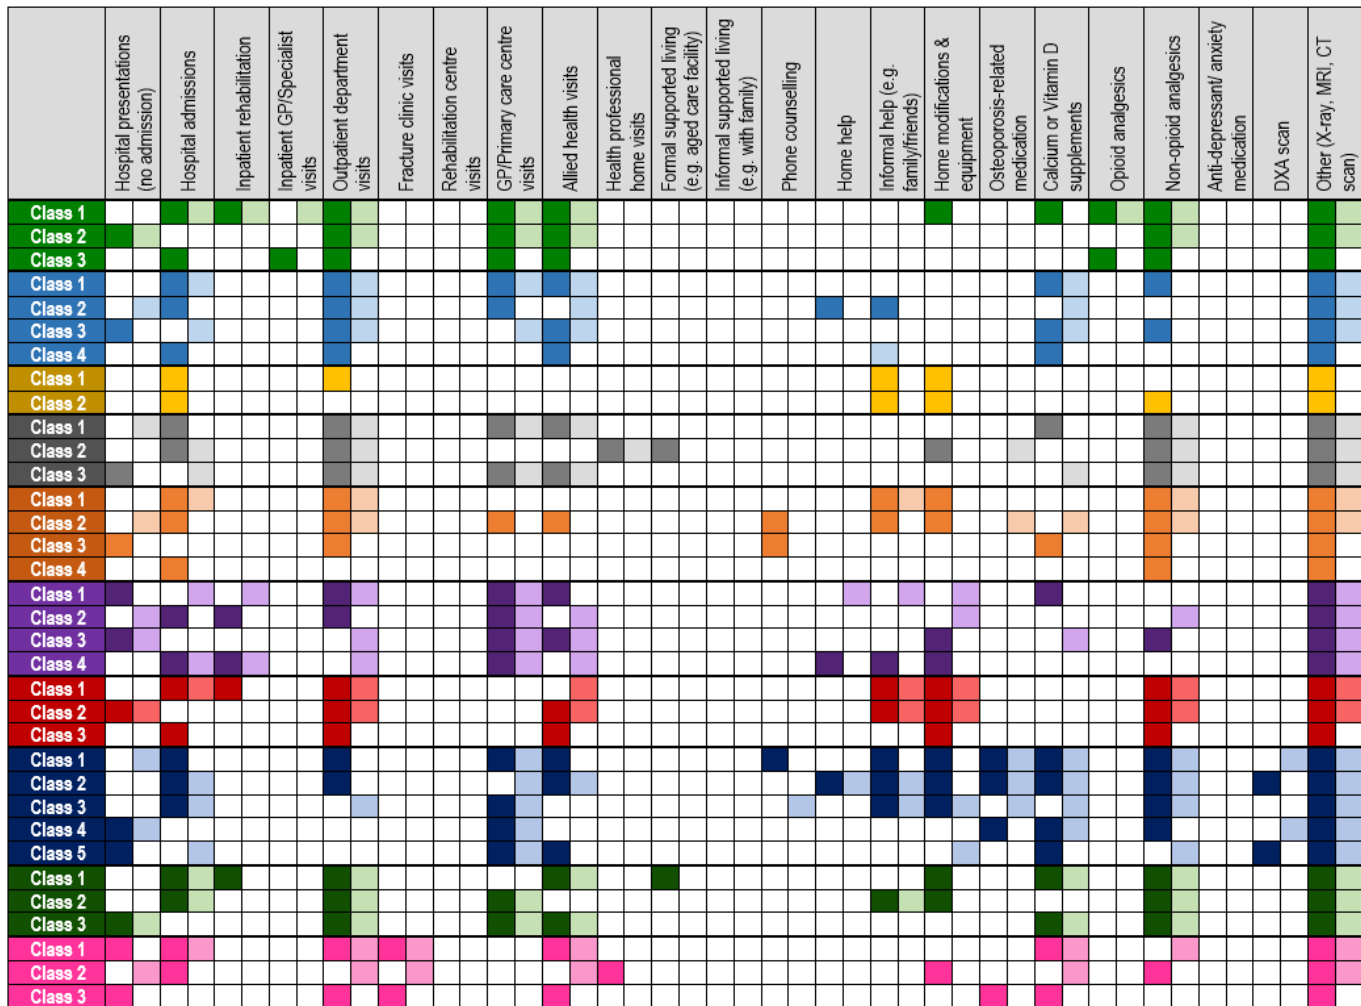 Hospital presentations
(no admission)
Hospital admissions
Inpatient rehabilitation
Inpatient GP/Specialist
visits
Outpatient department
visits
Fracture clinic visits
Rehabilitation centre
visits
GP/Primary care centre
visits
Allied health visits
Health professional
home visits
Formal supported living
(e.g. aged care facility)
Informal supported living
(e.g. with family)
Phone counselling
Home help
Informal help (e.g.
family/friends)
Home modifications &
equipment
Osteoporosis-related
medication
Calcium or Vitamin D
supplements
Opioid analgesics
Non-opioid analgesics
Anti-depressant/ anxiety
medication
DXA scan
Other (X-ray, MRI, CT
scan)
Class 1
Class 2
Class 3
Class 1
Class 2
Class 3
Class 4
Class 1
Class 2
Class 1
Class 2
Class 3
Class 1
Class 2
Class 3
Class 4
Class 1
Class 2
Class 3
Class 4
Class 1
Class 2
Class 3
Class 1
Class 2
Class 3
Class 4
Class 5
Class 1
Class 2
Class 3
Class 1
Class 2
Class 3